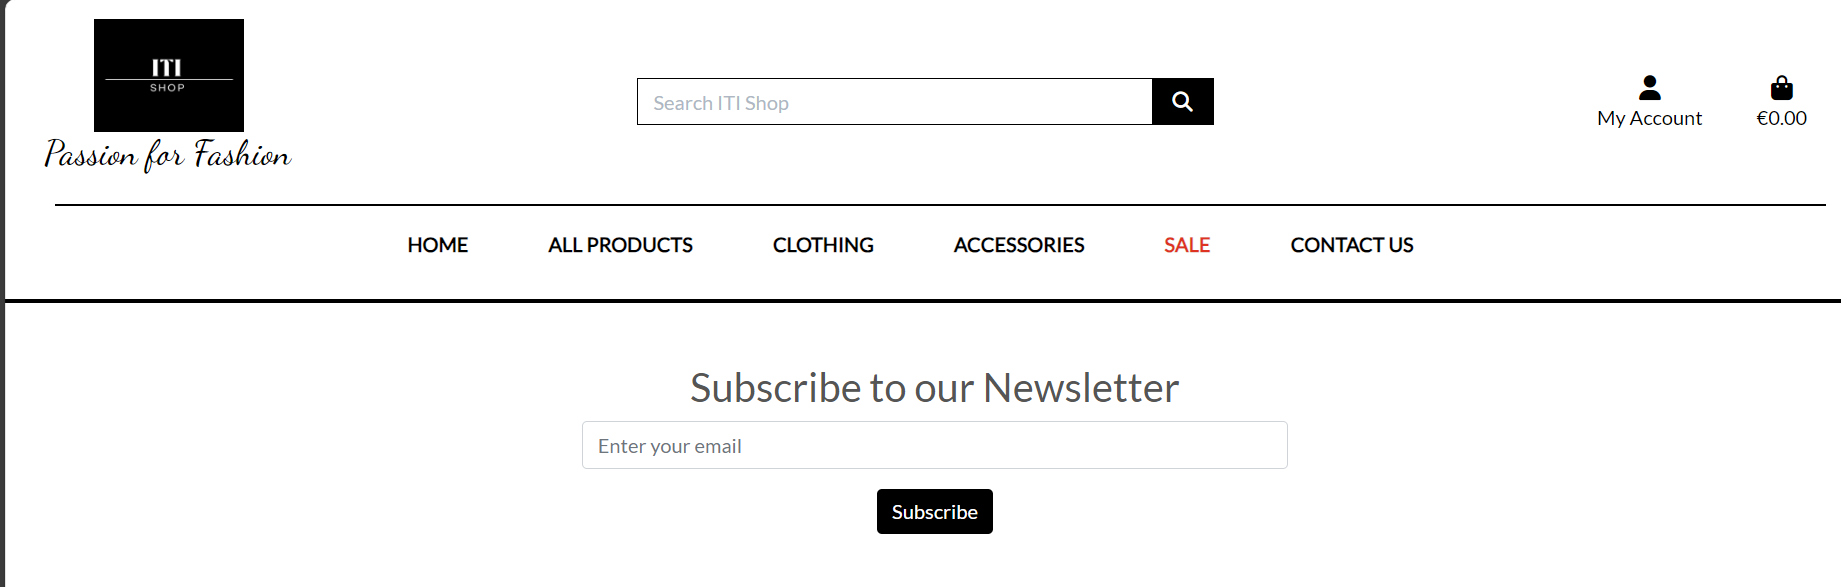 ITI
SHOP
Passion for Fashion
Search ITI Shop
My Account
€0.00
HOME
ALL PRODUCTS
CLOTHING
ACCESSORIES
SALE
CONTACT US
Subscribe to our Newsletter
Enter your email
Subscribe